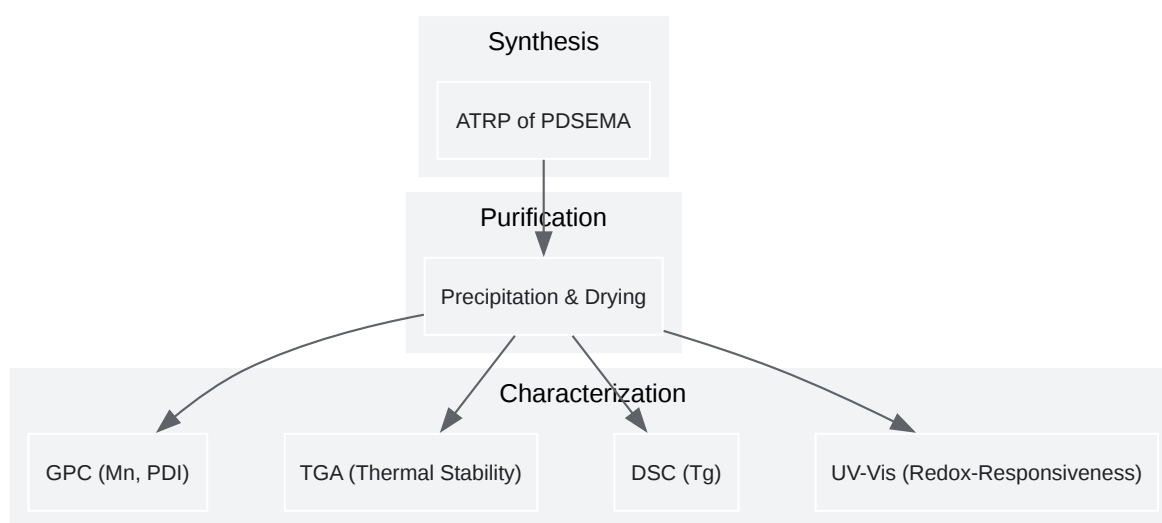 Synthesis
ATRP of PDSEMA
Purification
Precipitation & Drying
Characterization
GPC (Mn, PDI)
TGA (Thermal Stability)
DSC (Tg)
UV-Vis (Redox-Responsiveness)